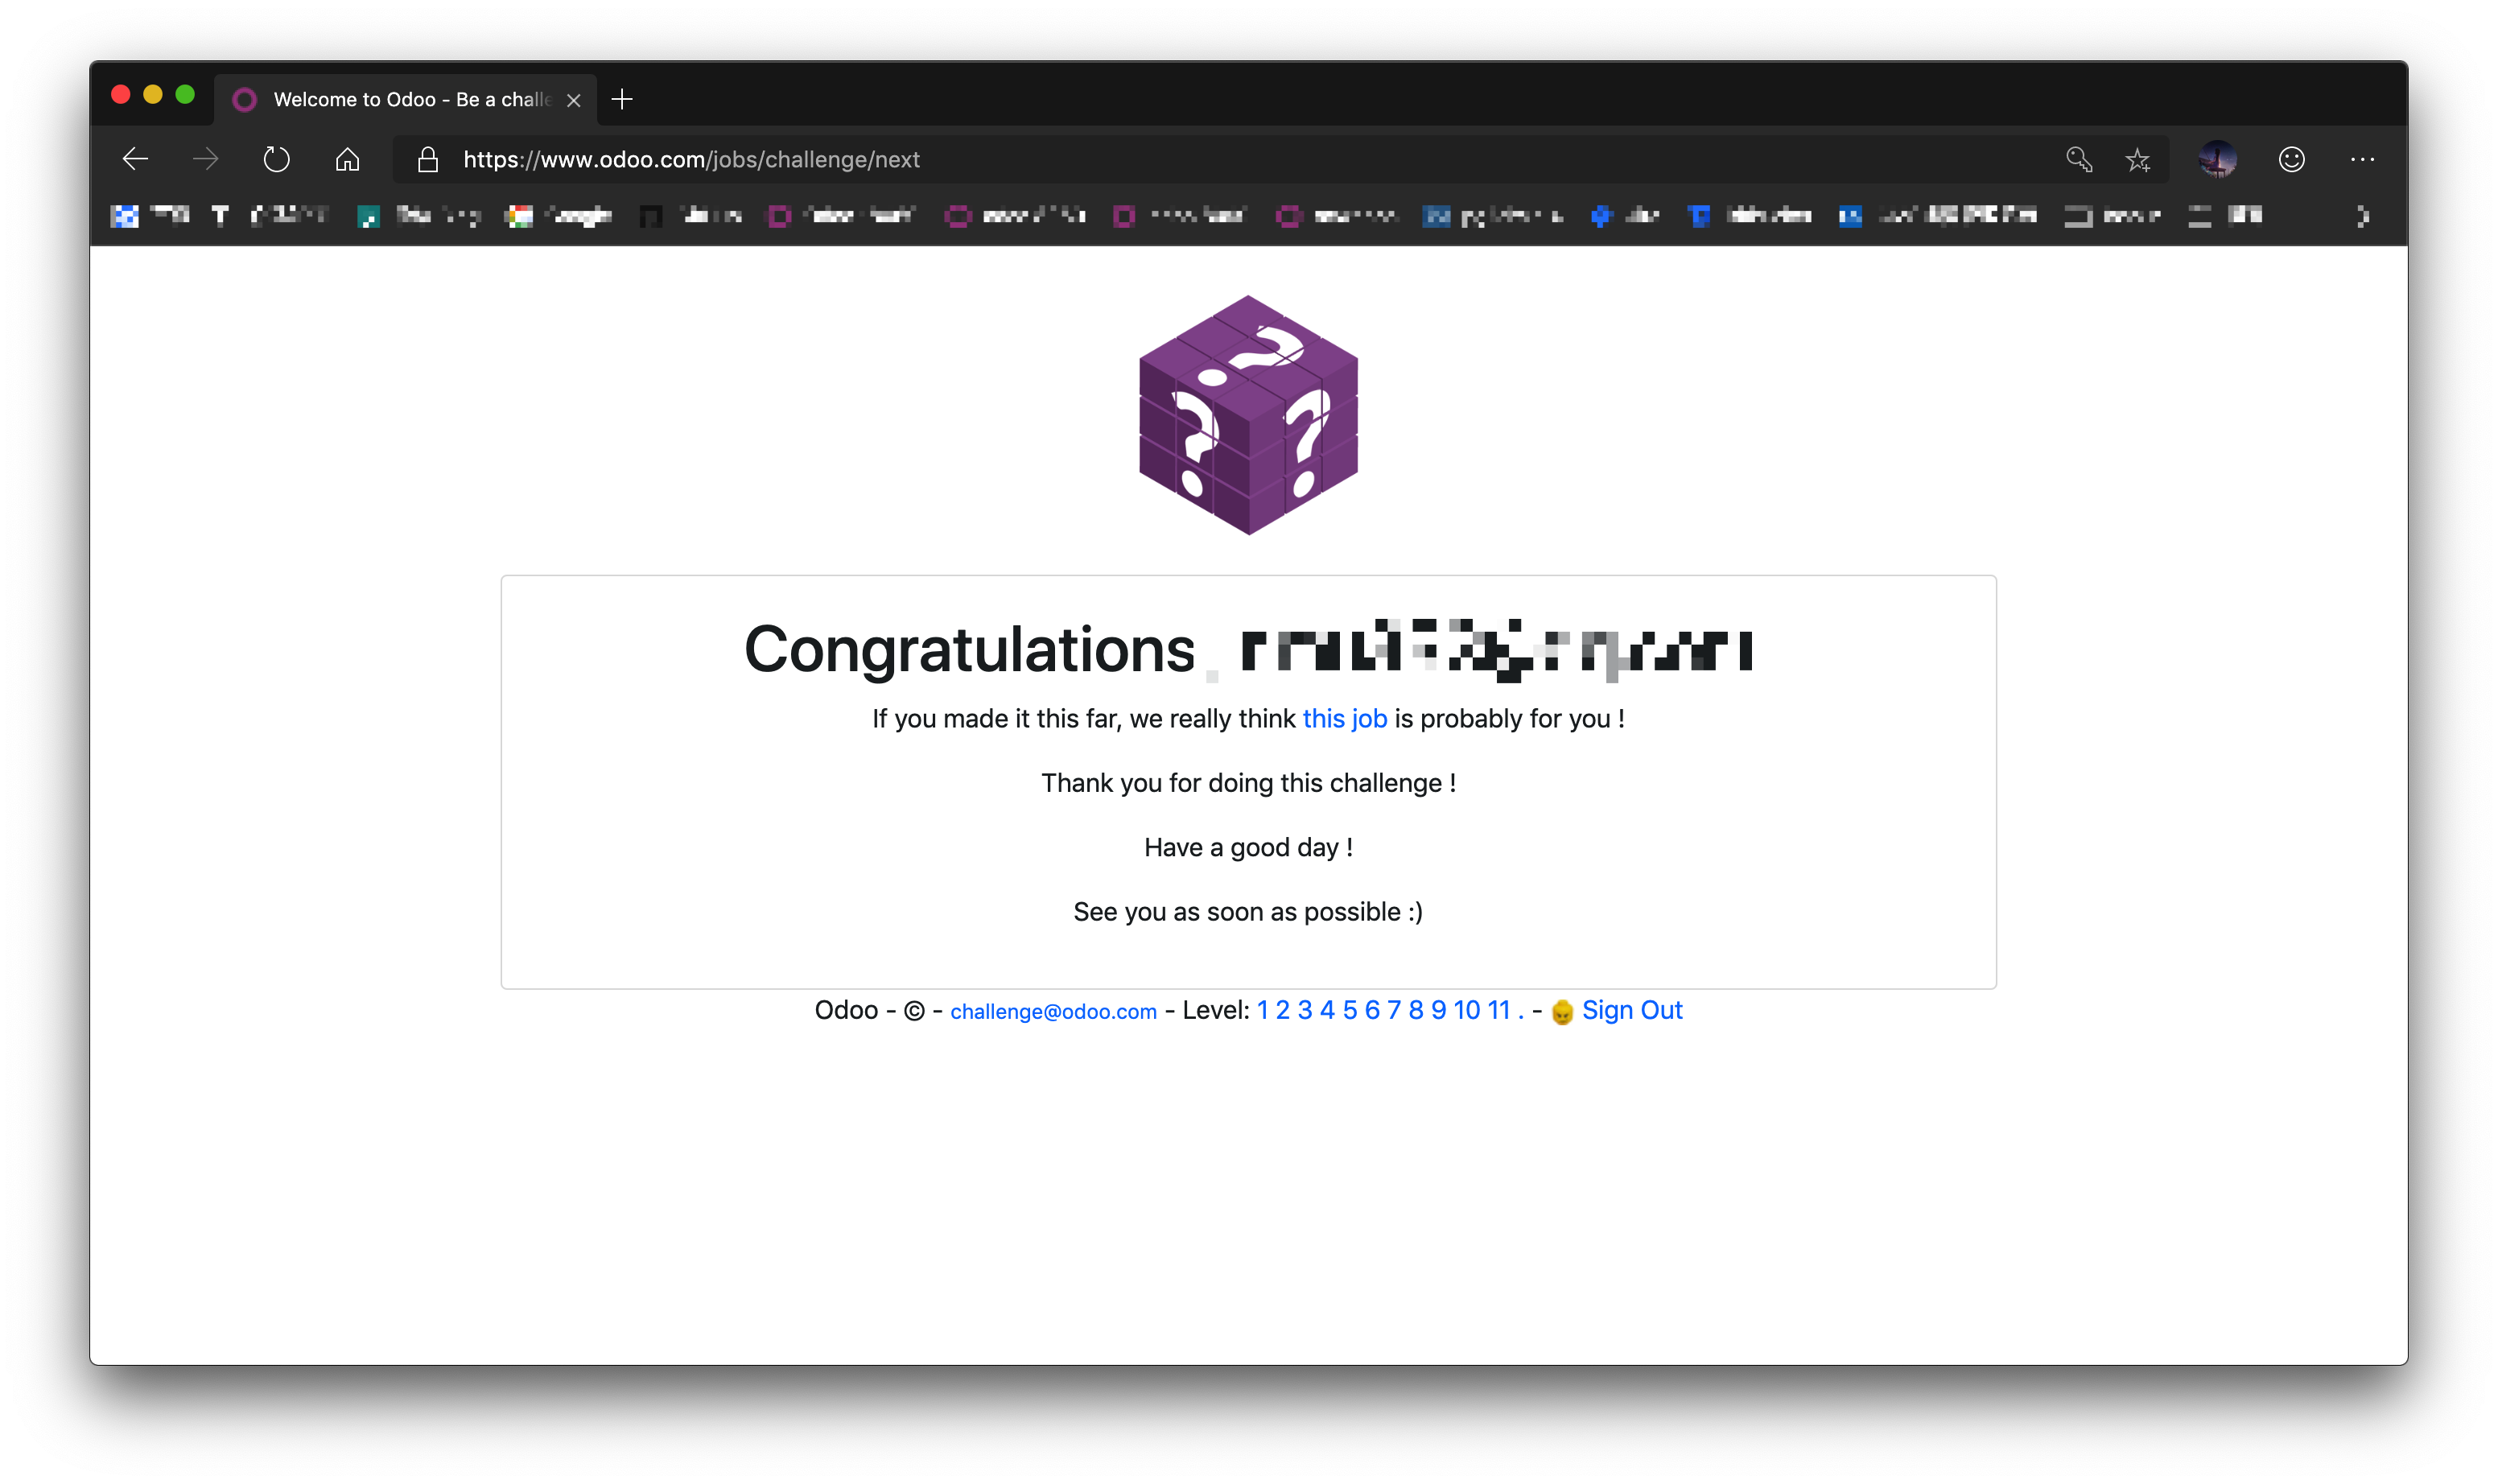 Welcome to Odoo - Be a challe
https://www.odoo.com/jobs/challenge/next
? ? ?
Congratulations
If you made it this far, we really think this job is probably for you !
Thank you for doing this challenge !
Have a good day !
See you as soon as possible :)
Odoo - © - challenge@odoo.com - Level: 1 2 3 4 5 6 7 8 9 10 11 . - Sign Out